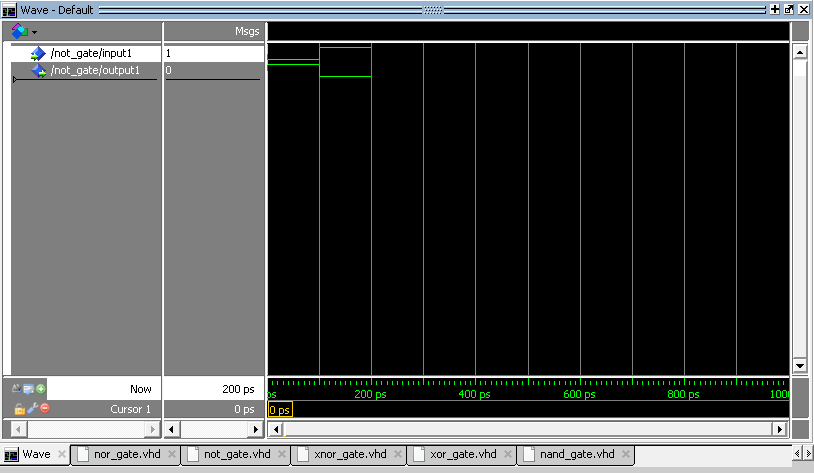 Wave - Default
Msgs
/not_gate/input1 1
/not_gate/output1 0
Now 200 ps
Cursor 1 0 ps
ps 200 ps 400 ps 600 ps 800 ps 1000
0 ps
Wave nor_gate.vhd not_gate.vhd xnor_gate.vhd xor_gate.vhd nand_gate.vhd